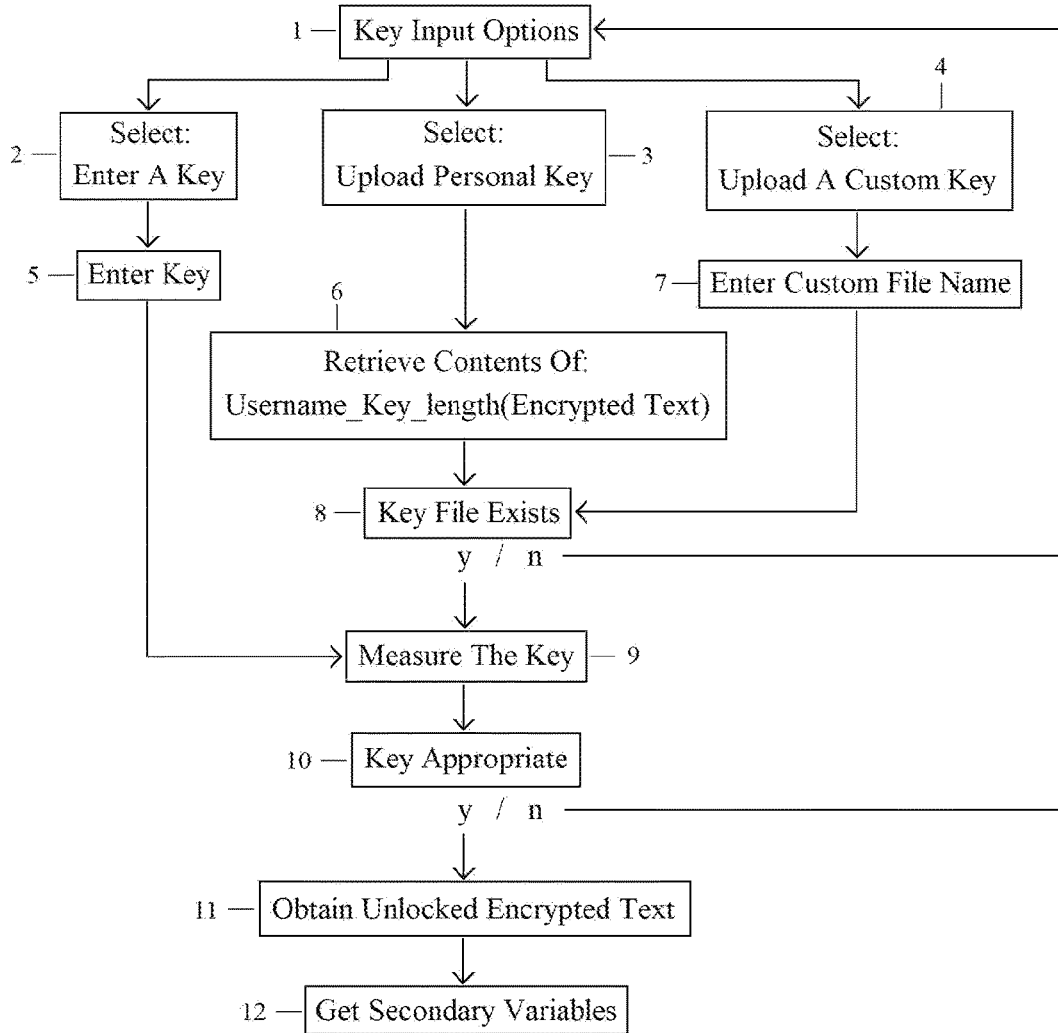 1
Key Input Options
4
2
Select:
Enter A Key
Select:
Upload Personal Key
3
Select:
Upload A Custom Key
5
Enter Key
7
Enter Custom File Name
6
Retrieve Contents Of:
Username_Key_length(Encrypted Text)
8
Key File Exists
y / n
Measure The Key
9
10
Key Appropriate
y / n
11
Obtain Unlocked Encrypted Text
12
Get Secondary Variables